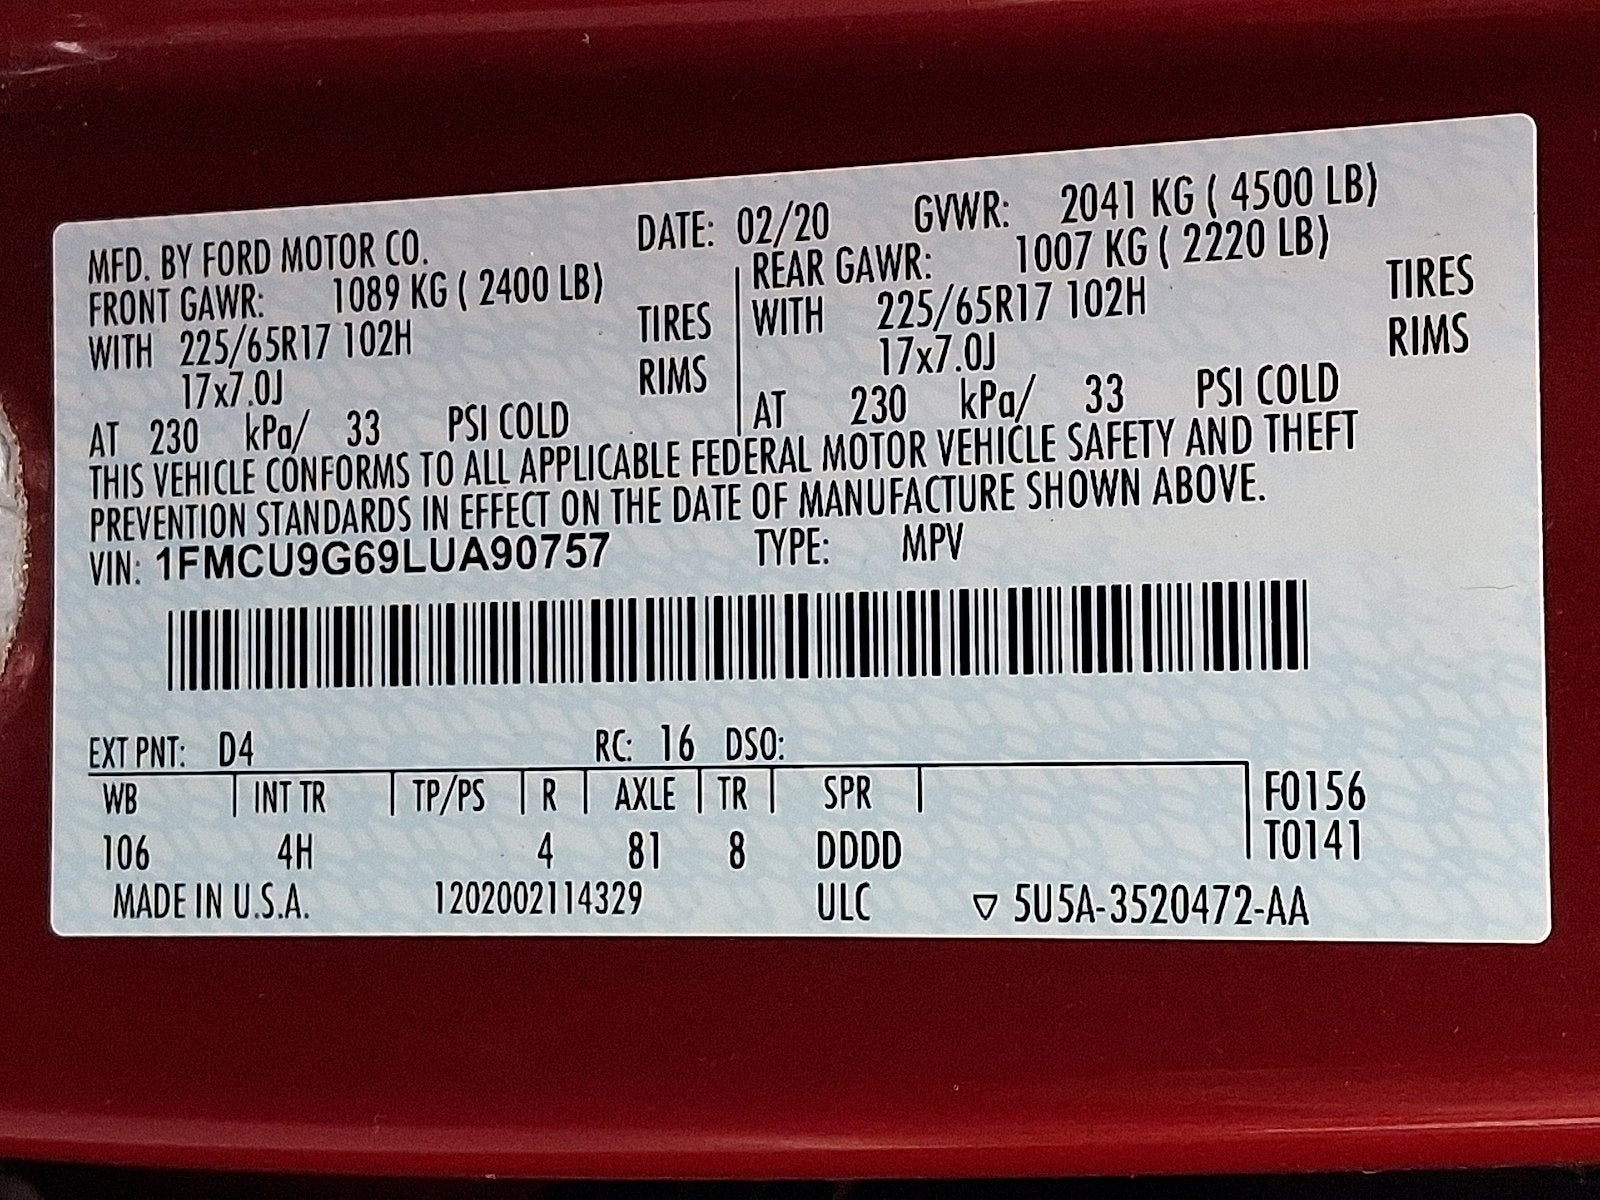 MFD. BY FORD MOTOR CO. DATE: 02/20 GVWR: 2041 KG ( 4500 LB)
FRONT GAWR: 1089 KG ( 2400 LB)
WITH 225/65R17 102H TIRES
17x7.0J RIMS
AT 230 kPa/ 33 PSI COLD
REAR GAWR: 1007 KG ( 2220 LB)
WITH 225/65R17 102H TIRES
17x7.0J RIMS
AT 230 kPa/ 33 PSI COLD
THIS VEHICLE CONFORMS TO ALL APPLICABLE FEDERAL MOTOR VEHICLE SAFETY AND THEFT
PREVENTION STANDARDS IN EFFECT ON THE DATE OF MANUFACTURE SHOWN ABOVE.
VIN: 1FMCU9G69LUA90757 TYPE: MPV
EXT PNT: D4 RC: 16 DSO:
WB INT TR TP/PS R AXLE TR SPR F0156
106 4H 4 81 8 DDDD T0141
MADE IN U.S.A. 1202002114329 ULC ▽ 5U5A-3520472-AA